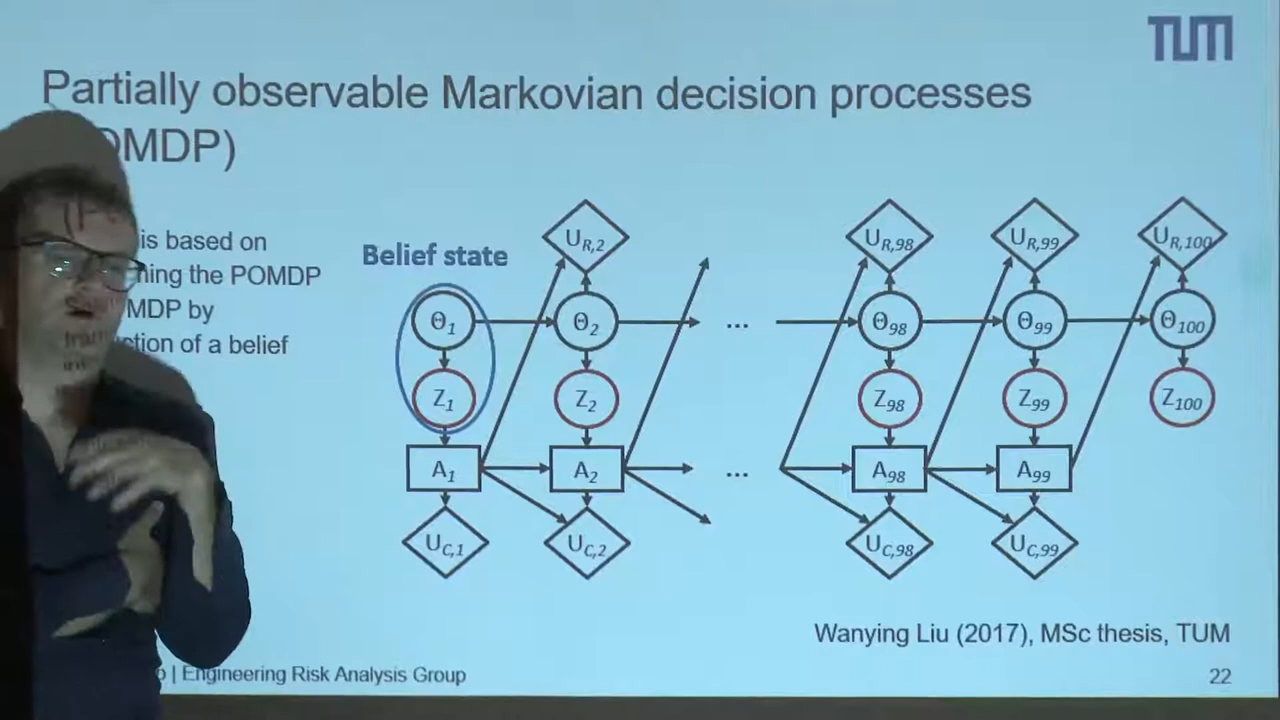 TUM
Partially observable Markovian decision processes
MDP)
is based on
the POMDP
MDP by
of a belief
Belief state
U_R,2 U_R,98 U_R,99 U_R,100
Θ_1 Θ_2 ... Θ_98 Θ_99 Θ_100
Z_1 Z_2 Z_98 Z_99 Z_100
A_1 A_2 ... A_98 A_99
U_C,1 U_C,2 U_C,98 U_C,99
Wanying Liu (2017), MSc thesis, TUM
| Engineering Risk Analysis Group
22